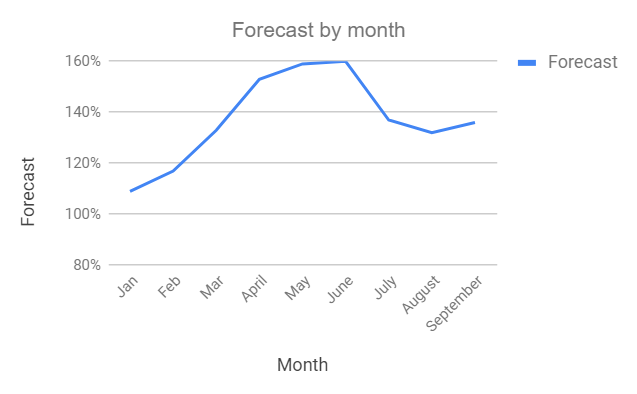 Forecast by month
Forecast
160%
140%
120%
100%
80%
Forecast
Jan
Feb
Mar
April
May
June
July
August
September
Month